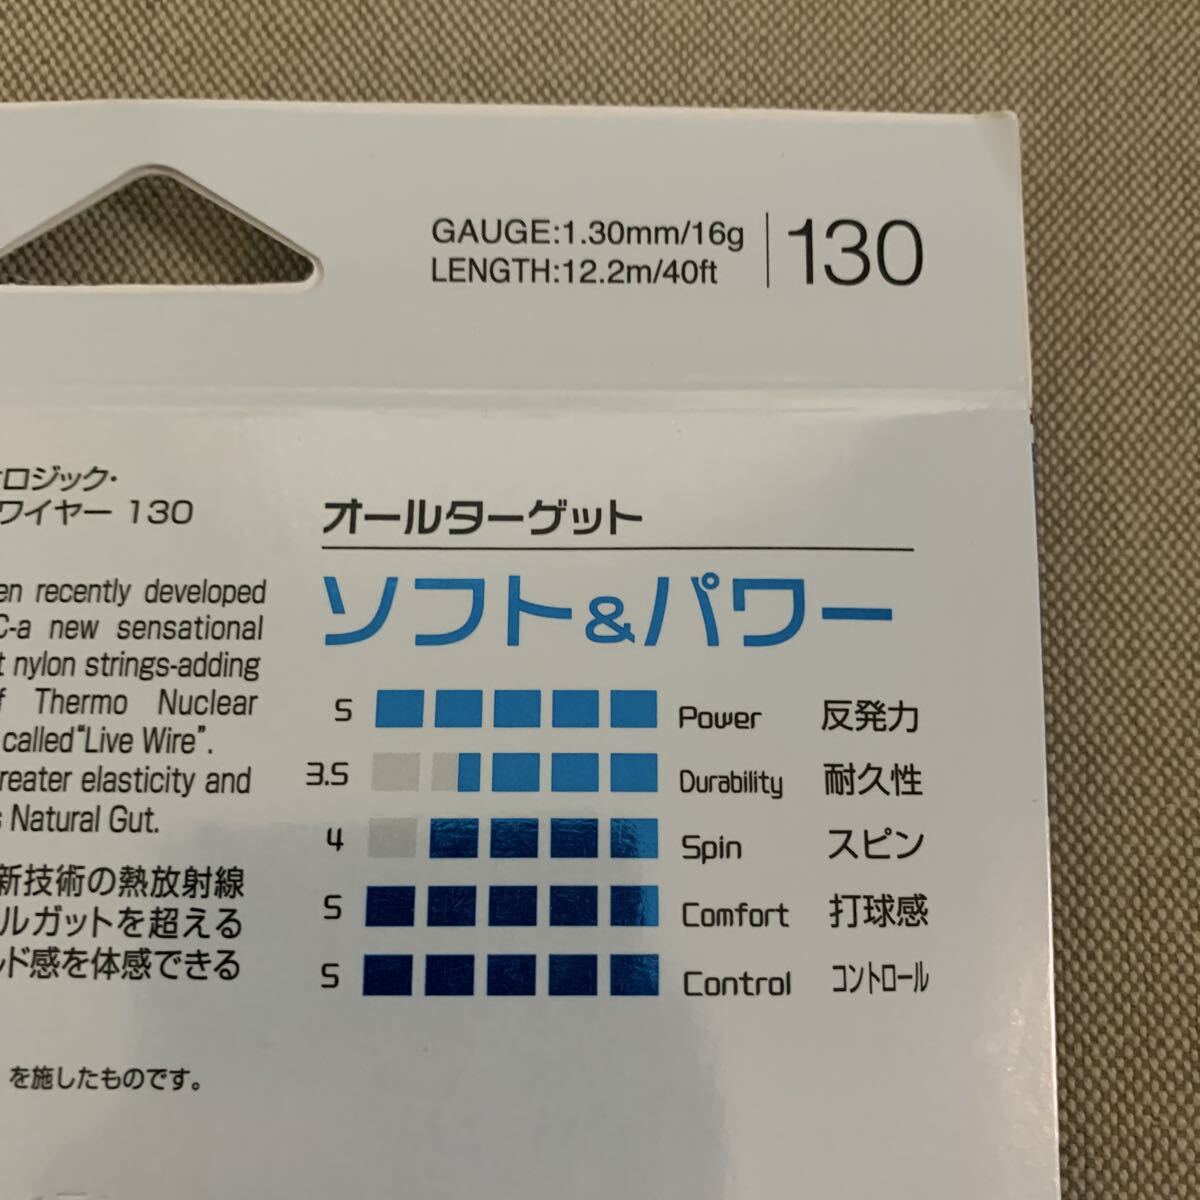 GAUGE:1.30mm/16g
LENGTH:12.2m/40ft
130
ロジック・
ワイヤー 130
en recently developed
C-a new sensational
nylon strings-adding
Thermo Nuclear
called“Live Wire”.
reater elasticity and
s Natural Gut.
新技術の熱放射線
ルガットを超える
ド感を体感できる
を施したものです。
オールターゲット
ソフト&パワー
5 Power 反発力
3.5 Durability 耐久性
4 Spin スピン
5 Comfort 打球感
5 Control コントロール